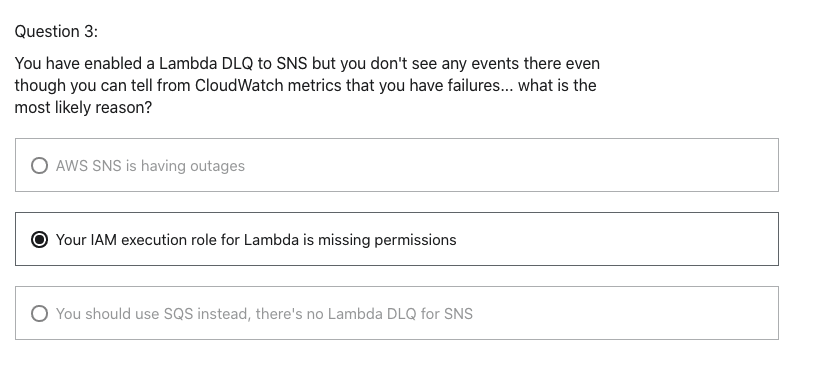 Question 3:
You have enabled a Lambda DLQ to SNS but you don't see any events there even
though you can tell from CloudWatch metrics that you have failures... what is the
most likely reason?
AWS SNS is having outages
Your IAM execution role for Lambda is missing permissions
You should use SQS instead, there's no Lambda DLQ for SNS